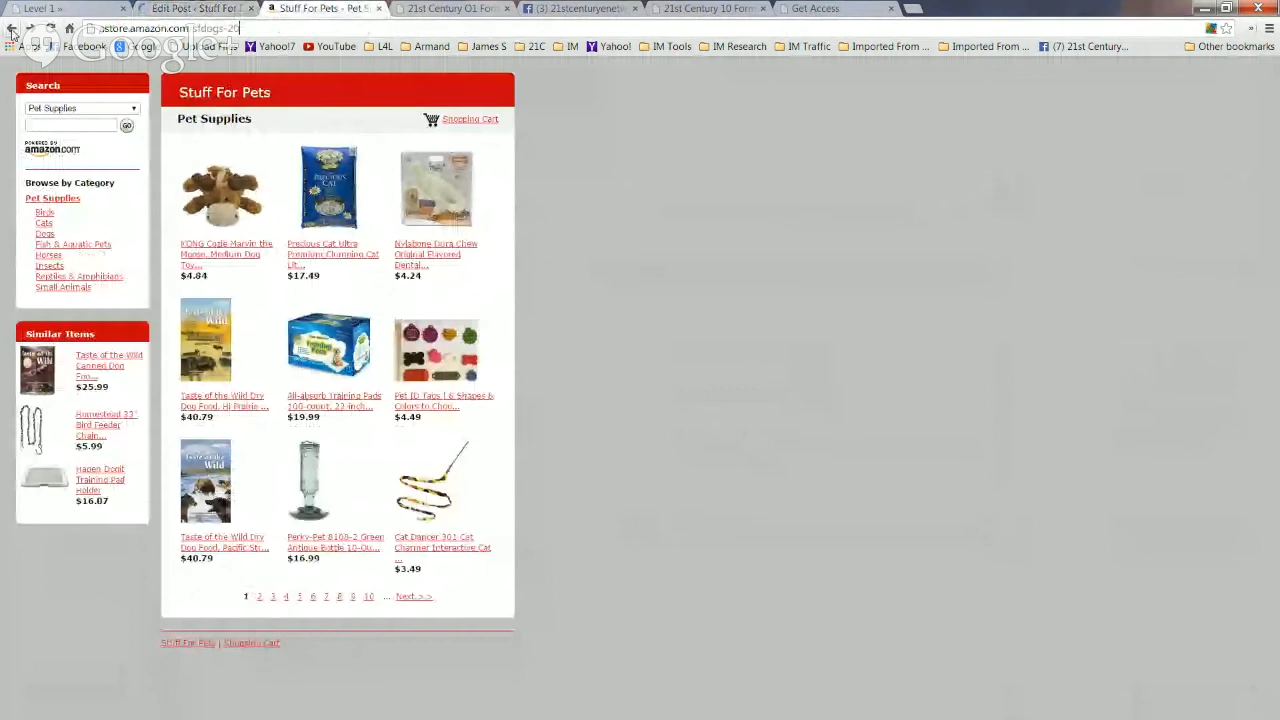 Level 1 »
Edit Post ‹ Stuff For D
Stuff For Pets - Pet S
21st Century O1 Form
(3) 21stcenturyenet
21st Century 10 Form
Get Access
astore.amazon.com/sfdogs-20
Google+
Apps
Facebook
Google
Upload Files
Yahoo!7
YouTube
L4L
Armand
James S
21C
IM
Yahoo!
IM Tools
IM Research
IM Traffic
Imported From ...
Imported From ...
(7) 21st Century...
Other bookmarks
Search
Pet Supplies
GO
POWERED BY
amazon.com
Browse by Category
Pet Supplies
Birds
Cats
Dogs
Fish & Aquatic Pets
Horses
Insects
Reptiles & Amphibians
Small Animals
Similar Items
Taste of the Wild
Canned Dog
Foo...
$25.99
Homestead 33"
Bird Feeder
Chain...
$5.99
Hagen Dogit
Training Pad
Holder
$16.07
Stuff For Pets
Pet Supplies
Shopping Cart
KONG Cozie Marvin the
Moose, Medium Dog
Toy...
$4.84
Precious Cat Ultra
Premium Clumping Cat
Lit...
$17.49
Nylabone Dura Chew
Original Flavored
Dental...
$4.24
Taste of the Wild Dry
Dog Food, Hi Prairie ...
$40.79
All-absorb Training Pads
100-count, 22-inch...
$19.99
Pet ID Tags | 8 Shapes &
Colors to Choo...
$4.49
Taste of the Wild Dry
Dog Food, Pacific Str...
$40.79
Perky-Pet 8108-2 Green
Antique Bottle 10-Ou...
$16.99
Cat Dancer 301 Cat
Charmer Interactive Cat
...
$3.49
1 2 3 4 5 6 7 8 9 10 ... Next >>
Stuff For Pets | Shopping Cart